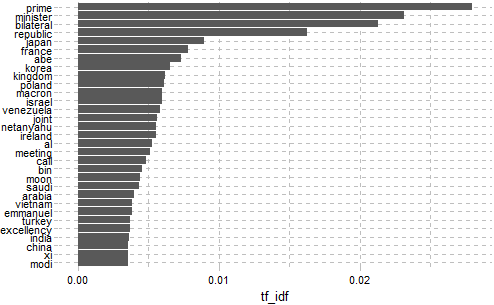 prime
minister
bilateral
republic
japan
france
abe
korea
kingdom
poland
macron
israel
venezuela
joint
netanyahu
ireland
al
meeting
call
bin
moon
saudi
arabia
vietnam
emmanuel
turkey
excellency
india
china
xi
modi
0.00 0.01 0.02
tf_idf